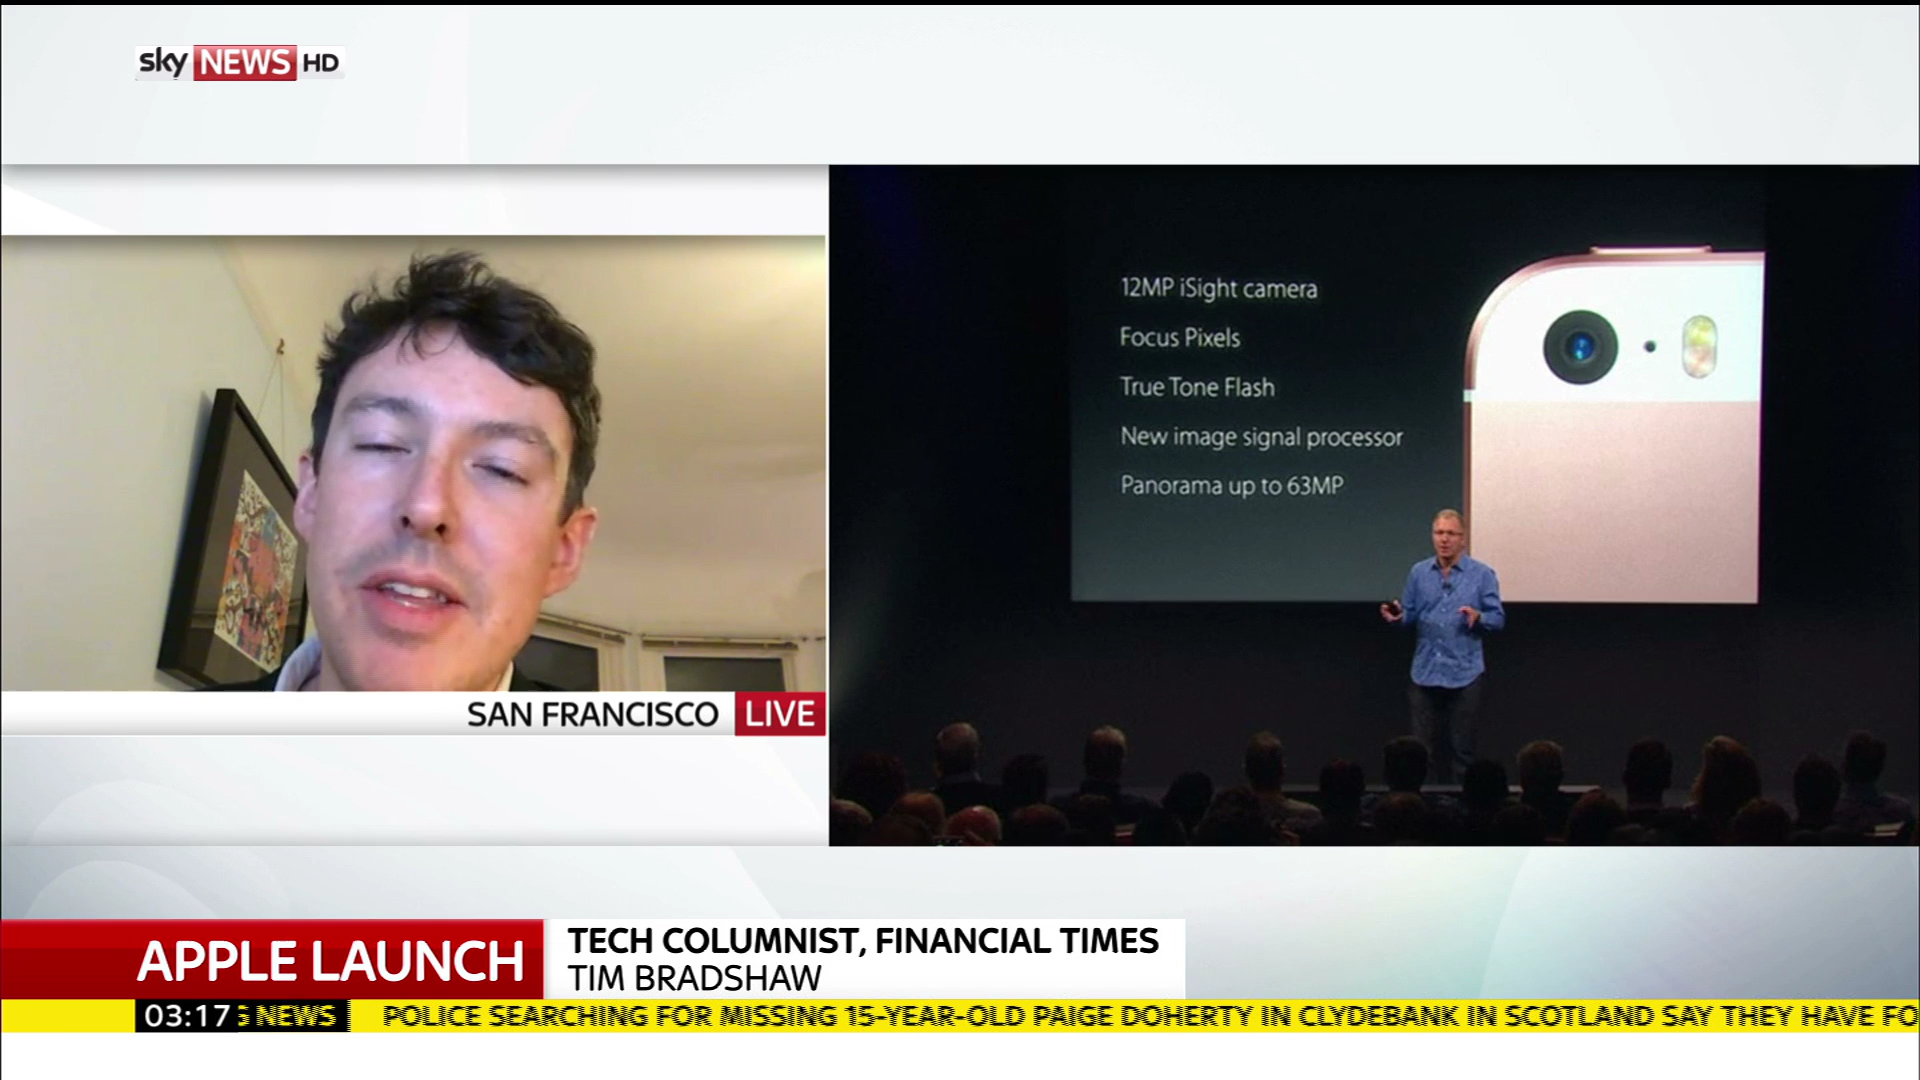 sky NEWS HD
12MP iSight camera
Focus Pixels
True Tone Flash
New image signal processor
Panorama up to 63MP
SAN FRANCISCO LIVE
APPLE LAUNCH
TECH COLUMNIST, FINANCIAL TIMES
TIM BRADSHAW
03:17 NEWS POLICE SEARCHING FOR MISSING 15-YEAR-OLD PAIGE DOHERTY IN CLYDEBANK IN SCOTLAND SAY THEY HAVE FO